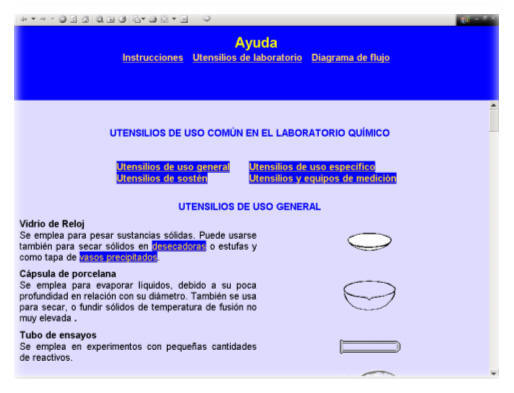 Ayuda
Instrucciones Utensilios de laboratorio Diagrama de flujo
UTENSILIOS DE USO COMÚN EN EL LABORATORIO QUÍMICO
Utensilios de uso general Utensilios de uso específico
Utensilios de sostén Utensilios y equipos de medición
UTENSILIOS DE USO GENERAL
Vidrio de Reloj
Se emplea para pesar sustancias sólidas. Puede usarse
también para secar sólidos en desecadoras o estufas y
como tapa de vasos precipitados.
Cápsula de porcelana
Se emplea para evaporar líquidos, debido a su poca
profundidad en relación con su diámetro. También se usa
para secar, o fundir sólidos de temperatura de fusión no
muy elevada .
Tubo de ensayos
Se emplea en experimentos con pequeñas cantidades
de reactivos.